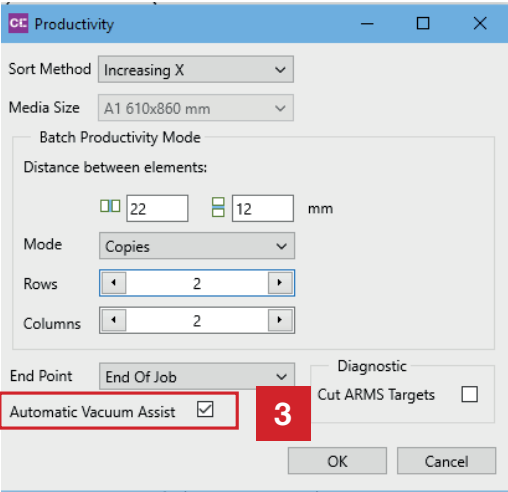 CE Productivity
Sort Method Increasing X
Media Size A1 610x860 mm
Batch Productivity Mode
Distance between elements:
22 12 mm
Mode Copies
Rows 2
Columns 2
End Point End Of Job
Diagnostic
Cut ARMS Targets
Automatic Vacuum Assist
3
OK Cancel